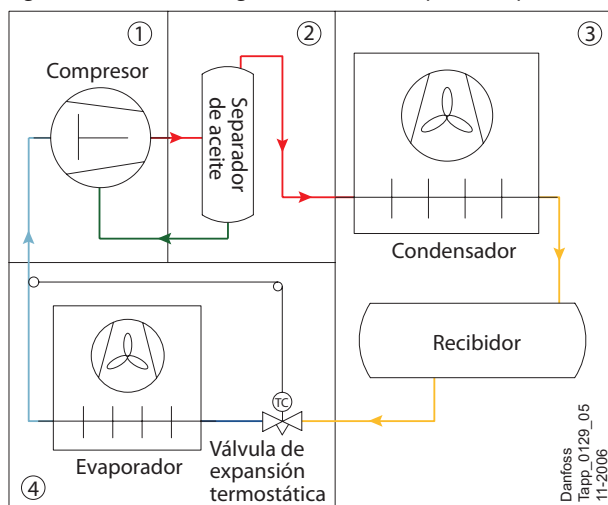 ①
②
③
Compresor
Separador
de aceite
Condensador
Recibidor
TC
Evaporador
Válvula de
expansión
termostática
④
Danfoss
Tapp_0129_05
11-2006